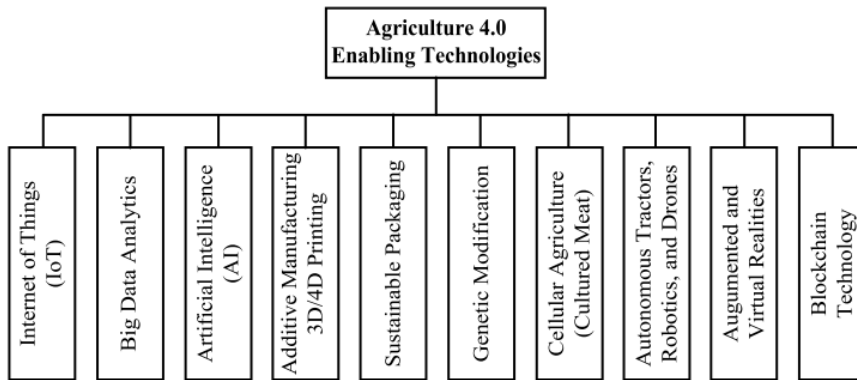 Agriculture 4.0
Enabling Technologies
Internet of Things
(IoT)
Big Data Analytics
Artificial Intelligence
(AI)
Additive Manufacturing
3D/4D Printing
Sustainable Packaging
Genetic Modification
Cellular Agriculture
(Cultured Meat)
Autonomous Tractors,
Robotics, and Drones
Augmented and
Virtual Realities
Blockchain
Technology